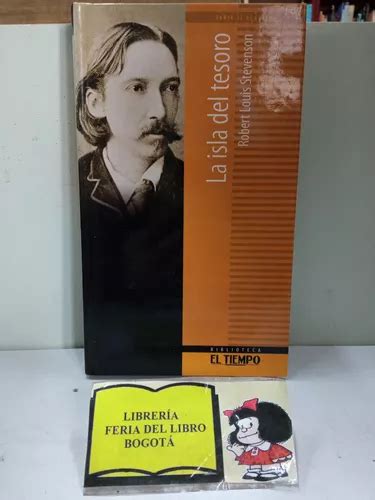 La isla del tesoro
Robert Louis Stevenson
BIBLIOTECA
EL TIEMPO
LIBRERÍA
FERIA DEL LIBRO
BOGOTÁ